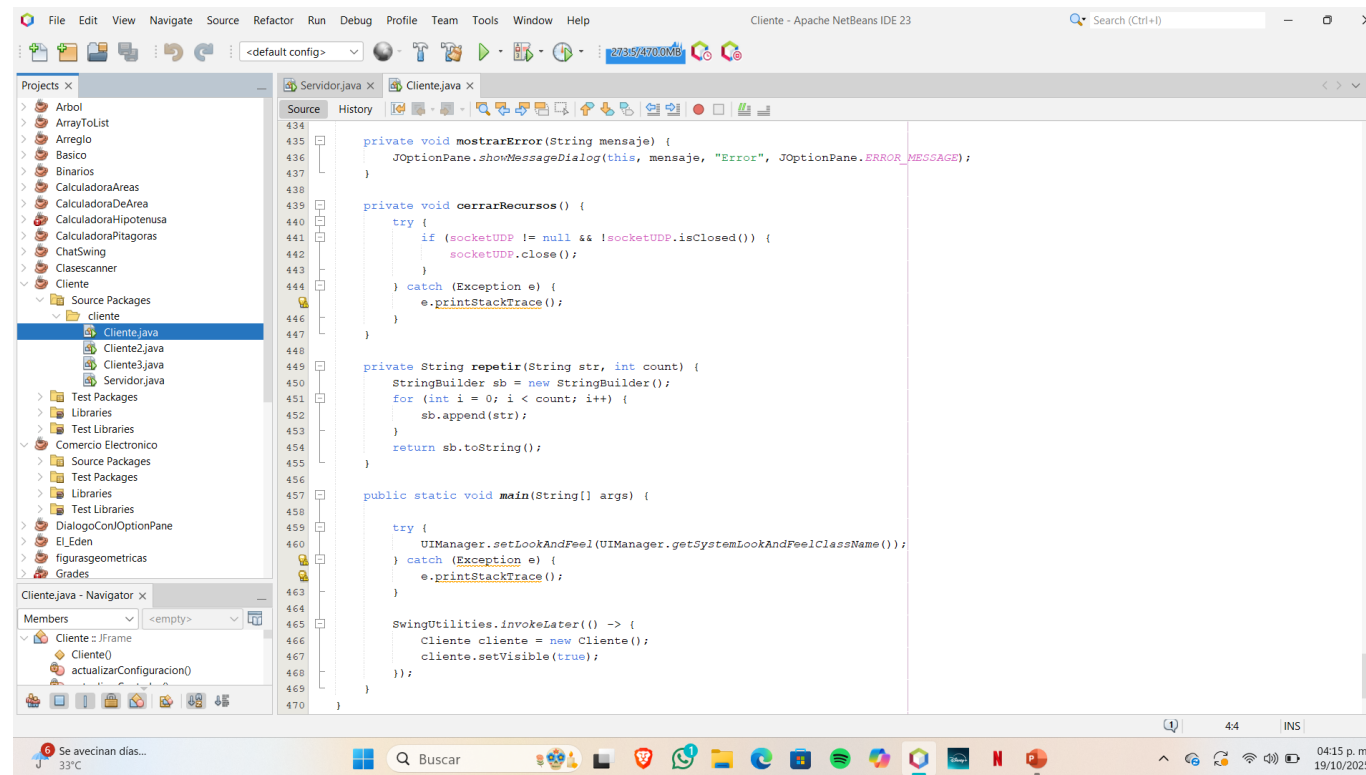 File Edit View Navigate Source Refactor Run Debug Profile Team Tools Window Help
Cliente - Apache NetBeans IDE 23
Search (Ctrl+I)
<default config>
273.5/470.0MB
Projects
Arbol
ArrayToList
Arreglo
Basico
Binarios
CalculadoraAreas
CalculadoraDeArea
CalculadoraHipotenusa
CalculadoraPitagoras
ChatSwing
Clasescanner
Cliente
Source Packages
cliente
Cliente.java
Cliente2.java
Cliente3.java
Servidor.java
Test Packages
Libraries
Test Libraries
Comercio Electronico
Source Packages
Test Packages
Libraries
Test Libraries
DialogoConJOptionPane
El_Eden
figurasgeometricas
Grades
Cliente.java - Navigator
Members
<empty>
Cliente :: JFrame
Cliente()
actualizarConfiguracion()
Servidor.java
Cliente.java
Source History
434
435 private void mostrarError(String mensaje) {
436 JOptionPane.showMessageDialog(this, mensaje, "Error", JOptionPane.ERROR_MESSAGE);
437 }
438
439 private void cerrarRecursos() {
440 try {
441 if (socketUDP != null && !socketUDP.isClosed()) {
442 socketUDP.close();
443 }
444 } catch (Exception e) {
e.printStackTrace();
446 }
447 }
448
449 private String repetir(String str, int count) {
450 StringBuilder sb = new StringBuilder();
451 for (int i = 0; i < count; i++) {
452 sb.append(str);
453 }
454 return sb.toString();
455 }
456
457 public static void main(String[] args) {
458
459 try {
460 UIManager.setLookAndFeel(UIManager.getSystemLookAndFeelClassName());
} catch (Exception e) {
e.printStackTrace();
463 }
464
465 SwingUtilities.invokeLater(() -> {
466 Cliente cliente = new Cliente();
467 cliente.setVisible(true);
468 });
469 }
470 }
4:4 INS
6
Se avecinan días...
33°C
Buscar
04:15 p. m